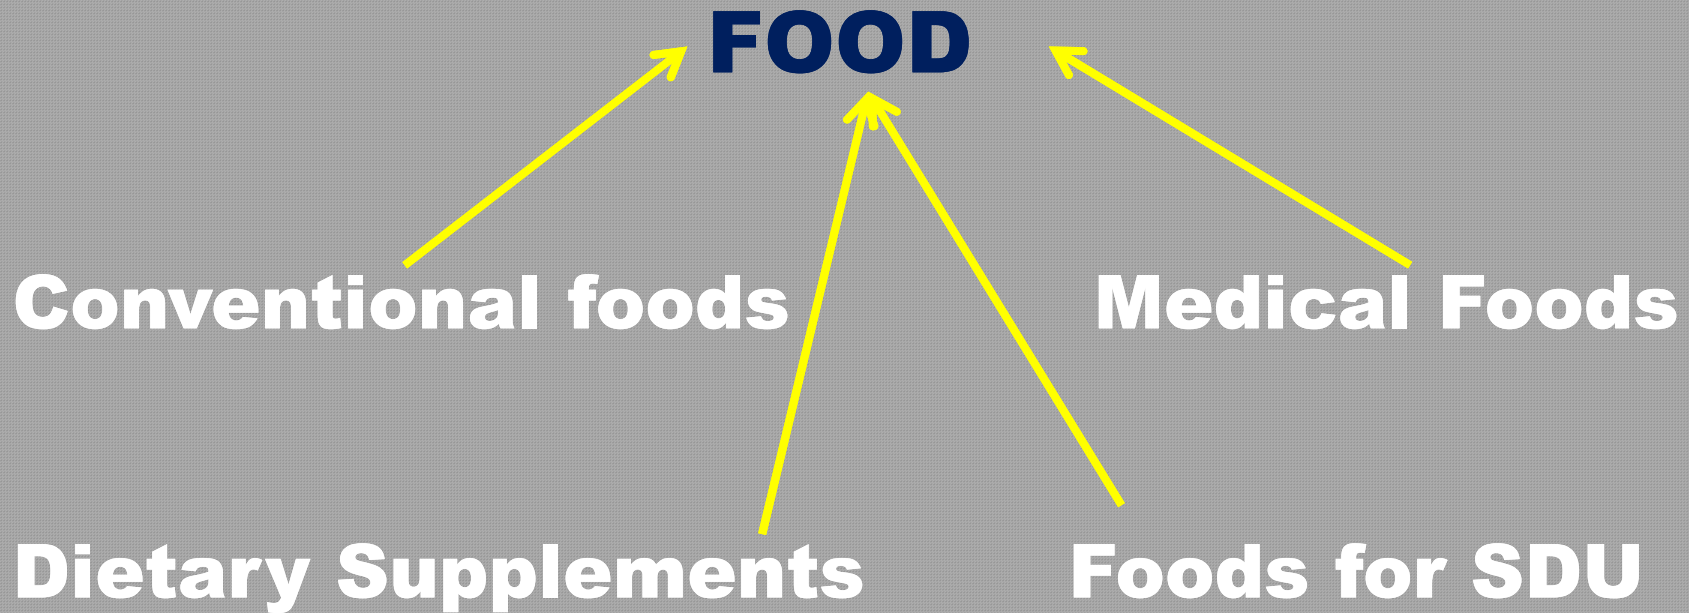 FOOD
Conventional foods
Medical Foods
Dietary Supplements
Foods for SDU